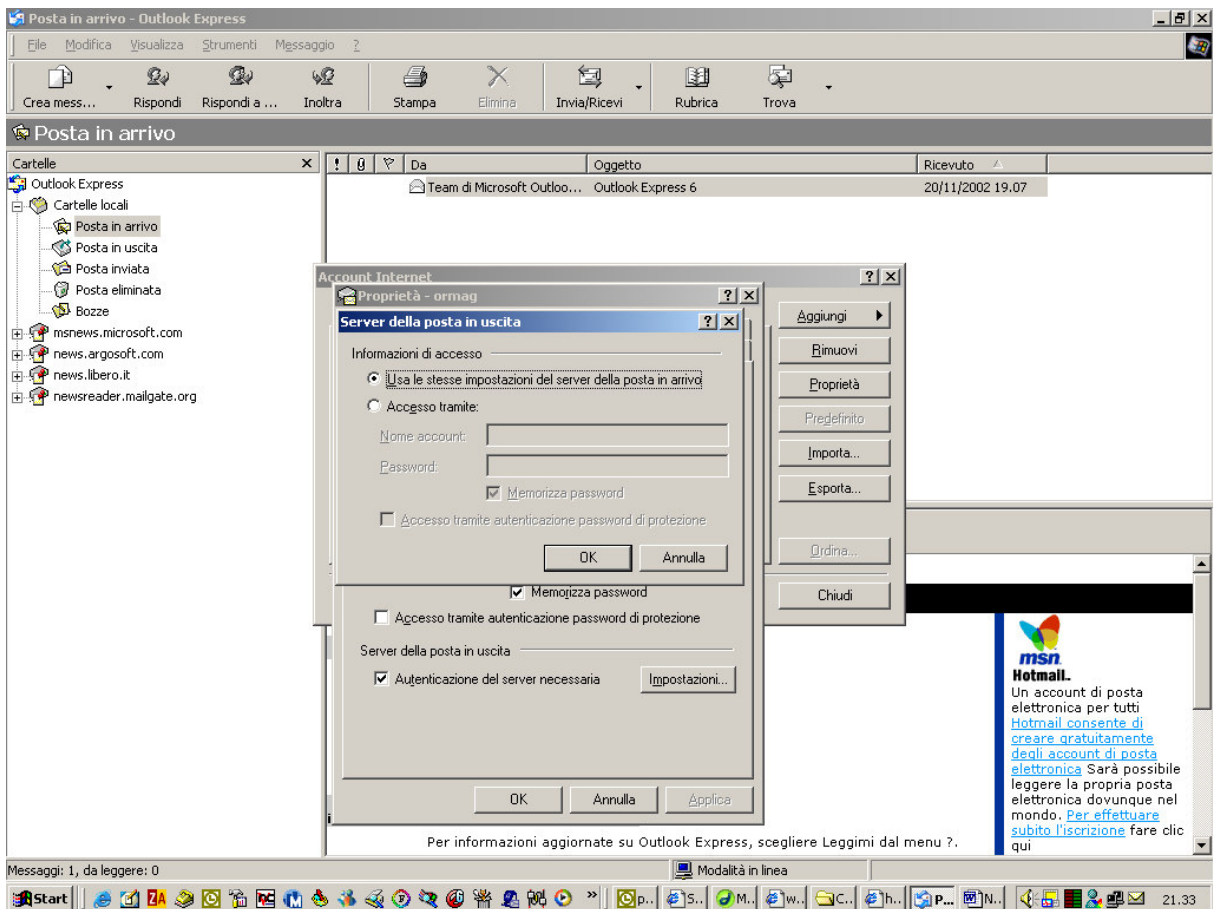 Posta in arrivo - Outlook Express
File Modifica Visualizza Strumenti Messaggio ?
Crea mess... Rispondi Rispondi a ... Inoltra Stampa Elimina Invia/Ricevi Rubrica Trova
Posta in arrivo
Cartelle
! Da Oggetto Ricevuto
Outlook Express
Team di Microsoft Outloo... Outlook Express 6 20/11/2002 19.07
Cartelle locali
Posta in arrivo
Posta in uscita
Posta inviata
Posta eliminata
Bozze
msnews.microsoft.com
news.argosoft.com
news.libero.it
newsreader.mailgate.org
Account Internet
Proprietà - ormag
Server della posta in uscita
Informazioni di accesso
Usa le stesse impostazioni del server della posta in arrivo
Accesso tramite:
Nome account:
Password:
Memorizza password
Accesso tramite autenticazione password di protezione
OK Annulla
Aggiungi
Rimuovi
Proprietà
Predefinito
Importa...
Esporta...
Ordina...
Chiudi
Memorizza password
Accesso tramite autenticazione password di protezione
Server della posta in uscita
Autenticazione del server necessaria Impostazioni...
OK Annulla Applica
msn
Hotmail
Un account di posta
elettronica per tutti
Hotmail consente di
creare gratuitamente
degli account di posta
elettronica Sarà possibile
leggere la propria posta
elettronica dovunque nel
mondo. Per effettuare
subito l'iscrizione fare clic
qui
Per informazioni aggiornate su Outlook Express, scegliere Leggimi dal menu ?.
Messaggi: 1, da leggere: 0 Modalità in linea
Start ZA » p... S... M... w... C... h... P... N... 21.33